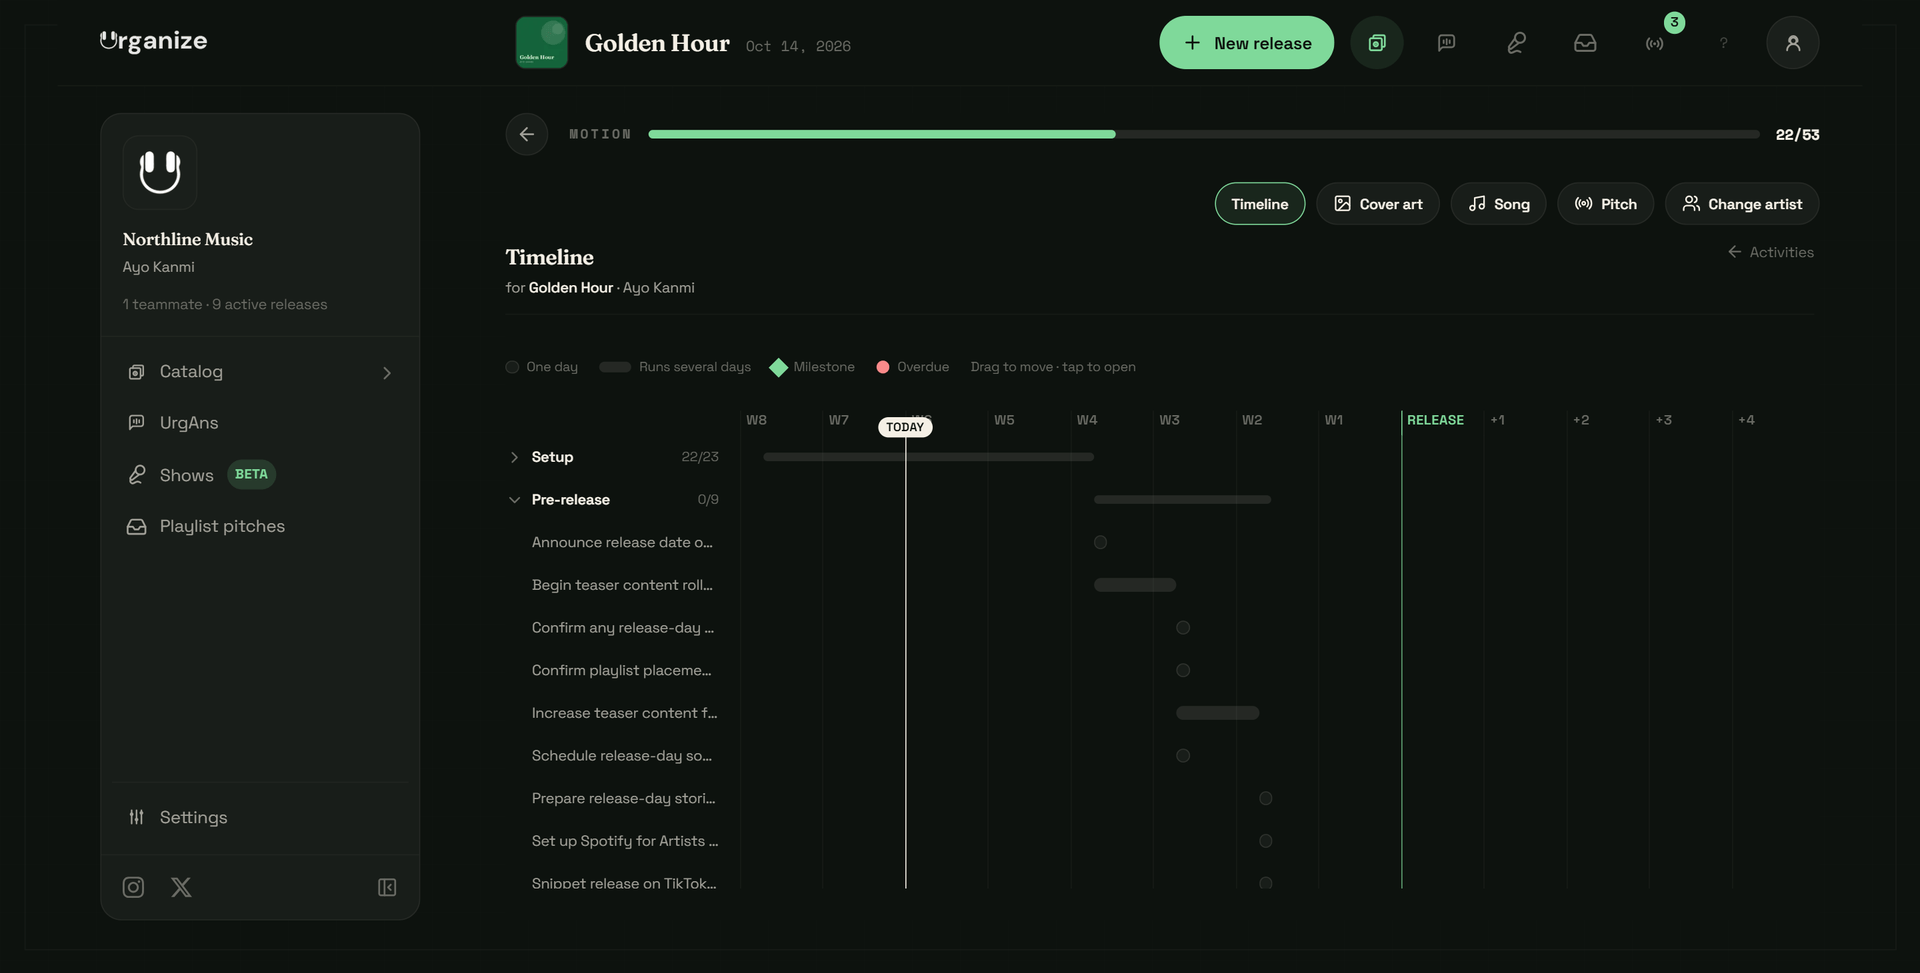 Urganize
Golden Hour
Golden Hour Oct 14, 2026
+ New release
3
?
MOTION
22/53
Northline Music
Ayo Kanmi
1 teammate · 9 active releases
Catalog
UrgAns
Shows BETA
Playlist pitches
Settings
Timeline
Cover art
Song
Pitch
Change artist
Timeline
← Activities
for Golden Hour · Ayo Kanmi
One day
Runs several days
Milestone
Overdue
Drag to move · tap to open
W8 W7 W6 W5 W4 W3 W2 W1 RELEASE +1 +2 +3 +4
TODAY
Setup 22/23
Pre-release 0/9
Announce release date o...
Begin teaser content roll...
Confirm any release-day ...
Confirm playlist placeme...
Increase teaser content f...
Schedule release-day so...
Prepare release-day stori...
Set up Spotify for Artists ...
Snippet release on TikTok...